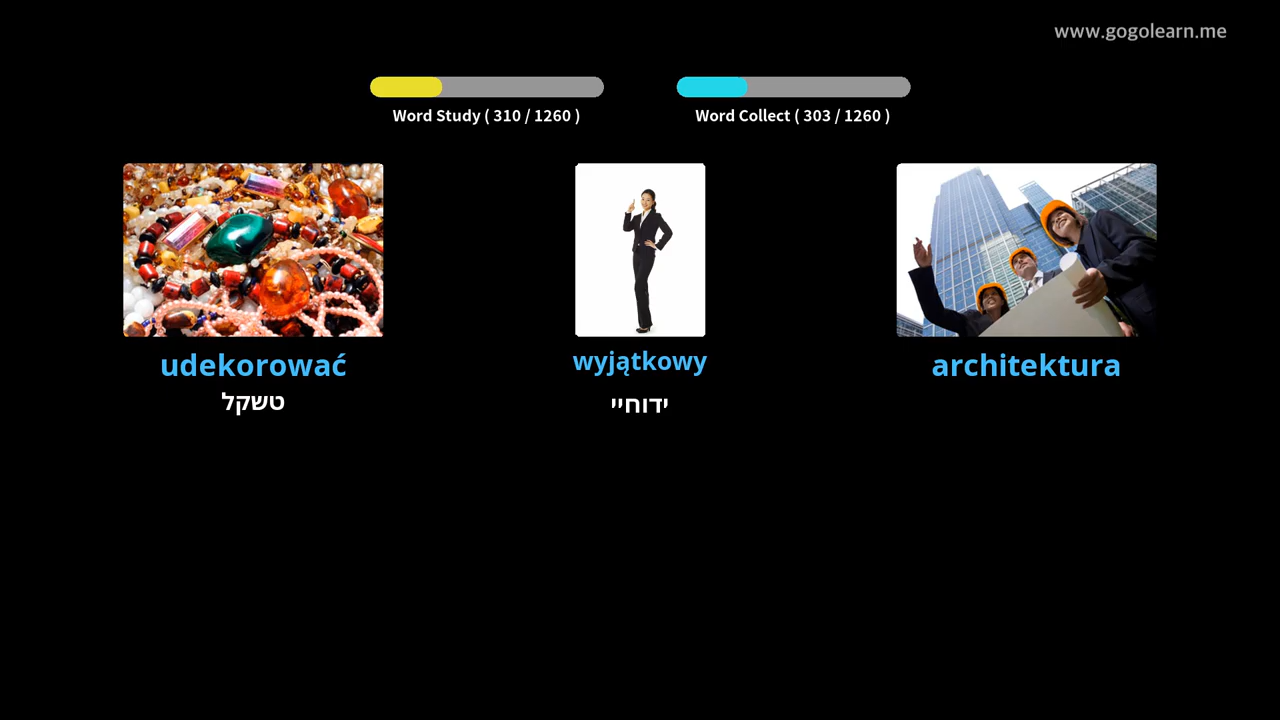 www.gogolearn.me
Word Study ( 310 / 1260 )
Word Collect ( 303 / 1260 )
udekorować
טשקל
wyjątkowy
ידוחיי
architektura